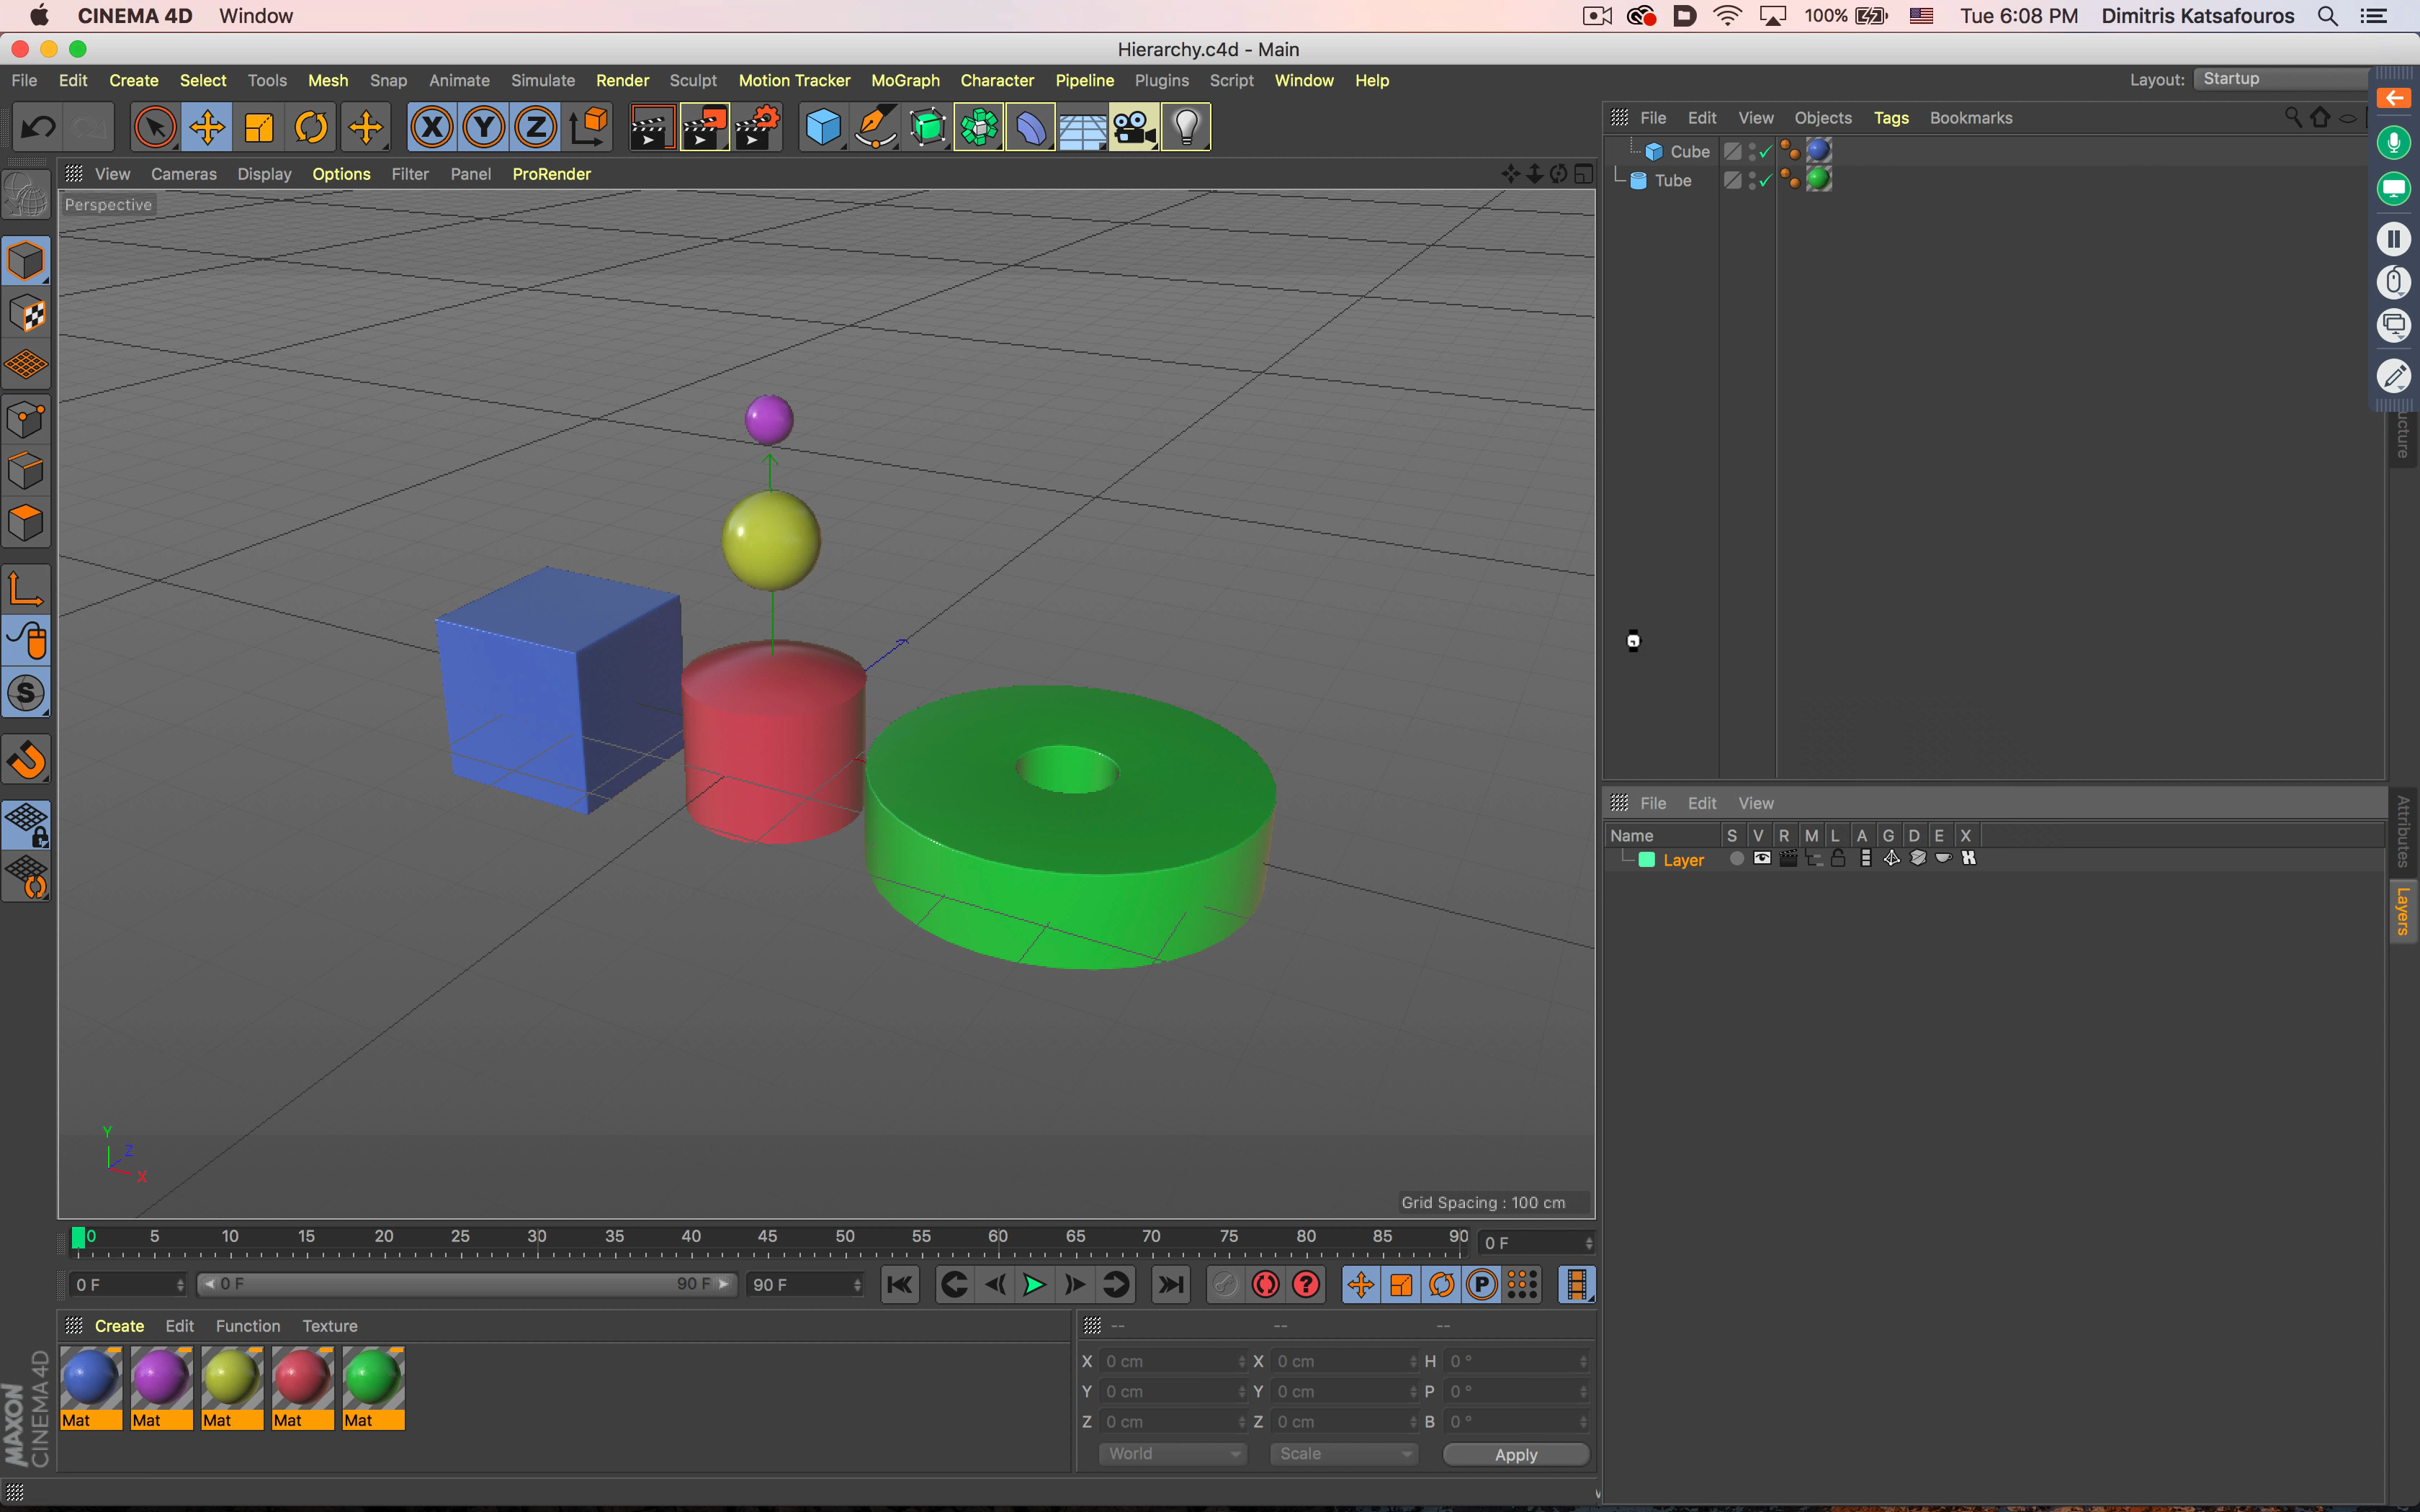 CINEMA 4D Window 100% Tue 6:08 PM Dimitris Katsafouros
Hierarchy.c4d - Main
File Edit Create Select Tools Mesh Snap Animate Simulate Render Sculpt Motion Tracker MoGraph Character Pipeline Plugins Script Window Help Layout: Startup
X Y Z
File Edit View Objects Tags Bookmarks
View Cameras Display Options Filter Panel ProRender
Perspective
Cube
Tube
ucture
S
File Edit View
Name S V R M L A G D E X
Layer
Attributes
Layers
Y
Z
X
Grid Spacing : 100 cm
0 5 10 15 20 25 30 35 40 45 50 55 60 65 70 75 80 85 90 0 F
0 F 0 F 90 F 90 F ? P
Create Edit Function Texture
-- -- --
Mat Mat Mat Mat Mat
X 0 cm X 0 cm H 0 °
Y 0 cm Y 0 cm P 0 °
Z 0 cm Z 0 cm B 0 °
World Scale Apply
MAXON
CINEMA 4D